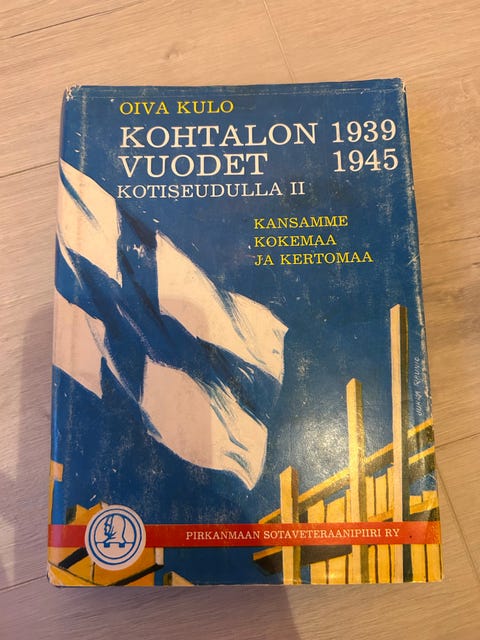 OIVA KULO
KOHTALON 1939
VUODET 1945
KOTISEUDULLA II
KANSAMME
KOKEMAA
JA KERTOMAA
PIRKANMAAN SOTAVETERAANIPIIRI RY